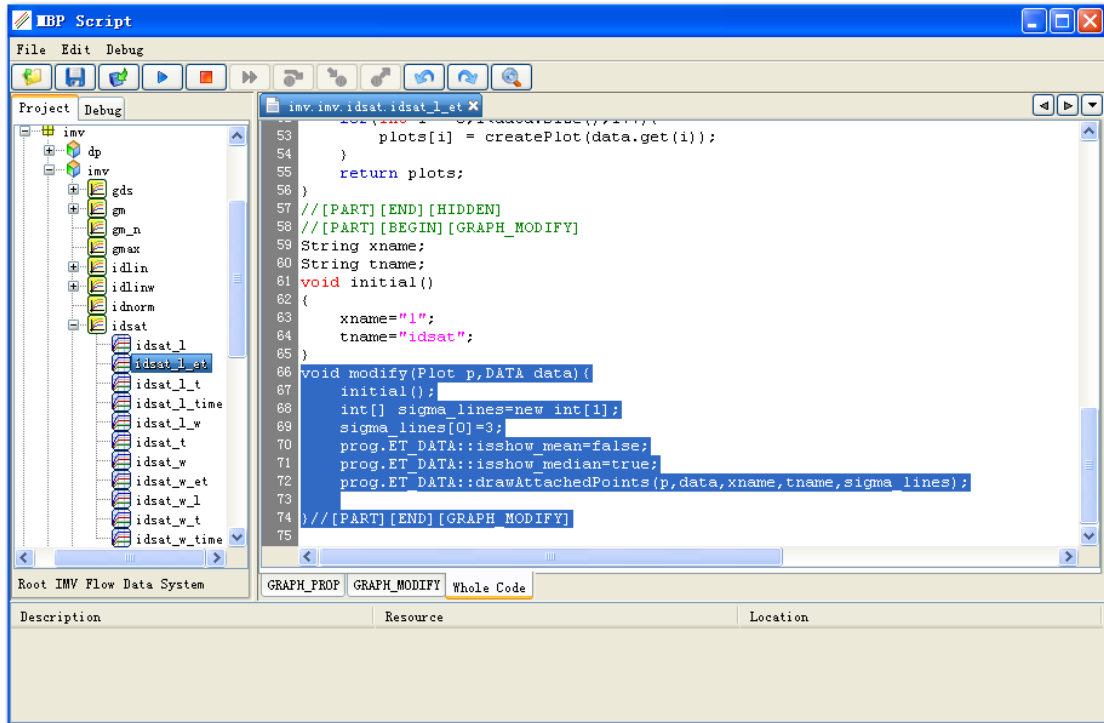 MBP Script
File Edit Debug
Project Debug
imv.imv.idsat.idsat_l_et
imv
dp
imv
gds
gm
gm_n
gmax
idlin
idlinw
idnorm
idsat
idsat_l
idsat_l_et
idsat_l_t
idsat_l_time
idsat_l_w
idsat_t
idsat_w
idsat_w_et
idsat_w_l
idsat_w_t
idsat_w_time
Root IMV Flow Data System
53 plots[i] = createPlot(data.get(i));
54 }
55 return plots;
56 }
57 //[PART][END][HIDDEN]
58 //[PART][BEGIN][GRAPH_MODIFY]
59 String xname;
60 String tname;
61 void initial()
62 {
63 xname="l";
64 tname="idsat";
65 }
66 void modify(Plot p,DATA data){
67 initial();
68 int[] sigma_lines=new int[1];
69 sigma_lines[0]=3;
70 prog.ET_DATA::isshow_mean=false;
71 prog.ET_DATA::isshow_median=true;
72 prog.ET_DATA::drawAttachedPoints(p,data,xname,tname,sigma_lines);
73
74 }//[PART][END][GRAPH_MODIFY]
75
GRAPH_PROP GRAPH_MODIFY Whole Code
Description Resource Location